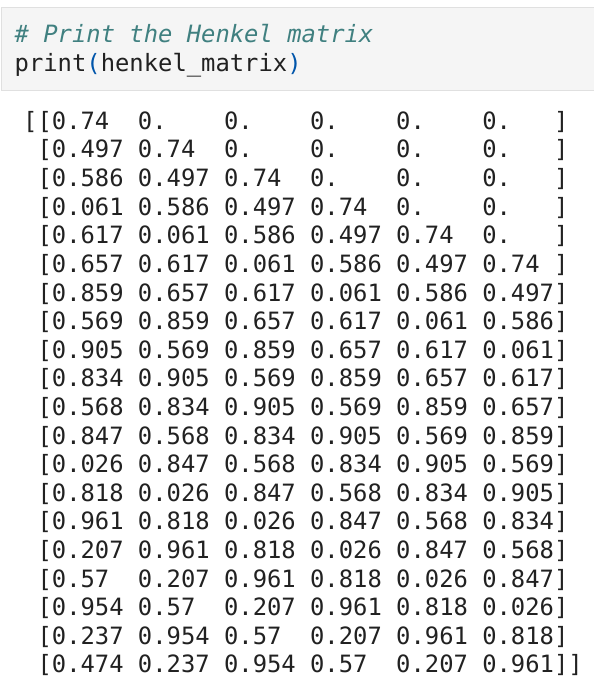 # Print the Henkel matrix
print(henkel_matrix)
[[0.74  0.    0.    0.    0.    0.   ]
 [0.497 0.74  0.    0.    0.    0.   ]
 [0.586 0.497 0.74  0.    0.    0.   ]
 [0.061 0.586 0.497 0.74  0.    0.   ]
 [0.617 0.061 0.586 0.497 0.74  0.   ]
 [0.657 0.617 0.061 0.586 0.497 0.74 ]
 [0.859 0.657 0.617 0.061 0.586 0.497]
 [0.569 0.859 0.657 0.617 0.061 0.586]
 [0.905 0.569 0.859 0.657 0.617 0.061]
 [0.834 0.905 0.569 0.859 0.657 0.617]
 [0.568 0.834 0.905 0.569 0.859 0.657]
 [0.847 0.568 0.834 0.905 0.569 0.859]
 [0.026 0.847 0.568 0.834 0.905 0.569]
 [0.818 0.026 0.847 0.568 0.834 0.905]
 [0.961 0.818 0.026 0.847 0.568 0.834]
 [0.207 0.961 0.818 0.026 0.847 0.568]
 [0.57  0.207 0.961 0.818 0.026 0.847]
 [0.954 0.57  0.207 0.961 0.818 0.026]
 [0.237 0.954 0.57  0.207 0.961 0.818]
 [0.474 0.237 0.954 0.57  0.207 0.961]]